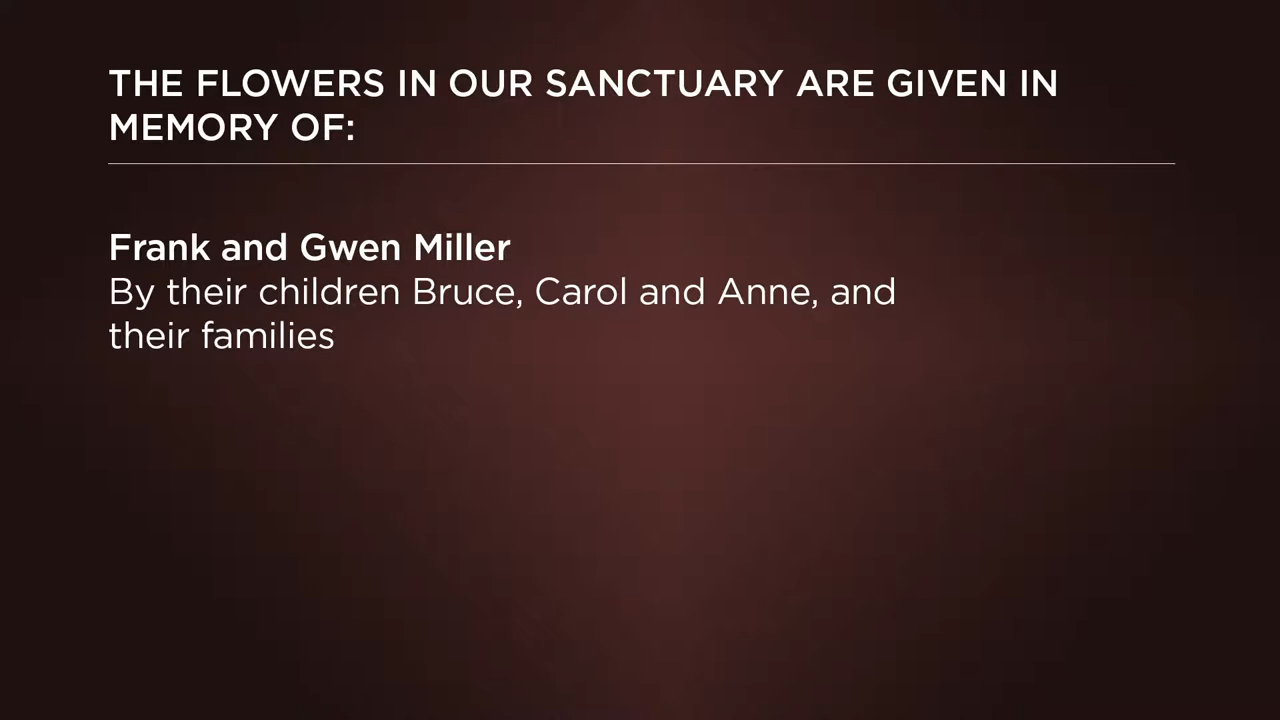 THE FLOWERS IN OUR SANCTUARY ARE GIVEN IN
MEMORY OF:
Frank and Gwen Miller
By their children Bruce, Carol and Anne, and
their families